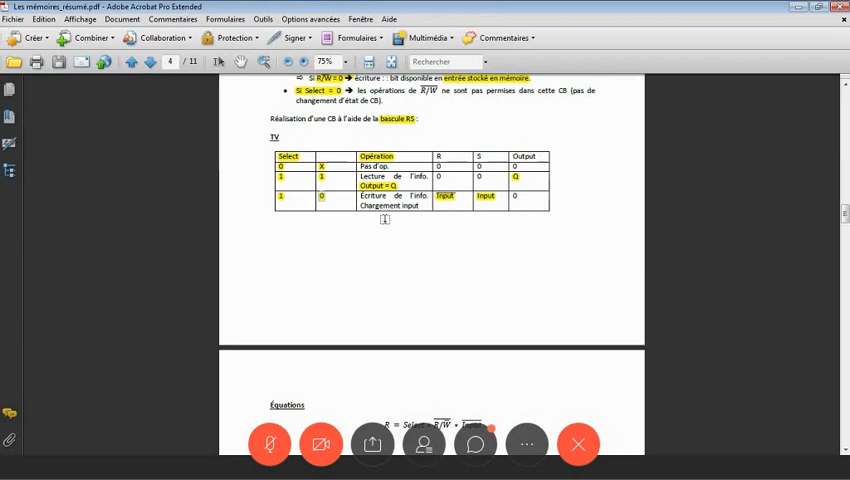 Les mémoires_résumé.pdf - Adobe Acrobat Pro Extended
Fichier Edition Affichage Document Commentaires Formulaires Outils Options avancées Fenêtre Aide
Créer Combiner Collaboration Protection Signer Formulaires Multimédia Commentaires
4 / 11 75% Rechercher
⇨ Si R/W̅ = 0 ➔ écriture : : bit disponible en entrée stocké en mémoire.
• Si Select = 0 ➔ les opérations de R/W̅ ne sont pas permises dans cette CB (pas de
changement d'état de CB).
Réalisation d'une CB à l'aide de la bascule RS :
TV
Select Opération R S Output
0 X Pas d'op. 0 0 0
1 1 Lecture de l'info. 0 0 Q
Output = Q
1 0 Écriture de l'info. I̅n̅p̅u̅t̅ Input 0
Chargement input
Équations
R = Select • R̅/̅W̅ • I̅n̅p̅u̅t̅